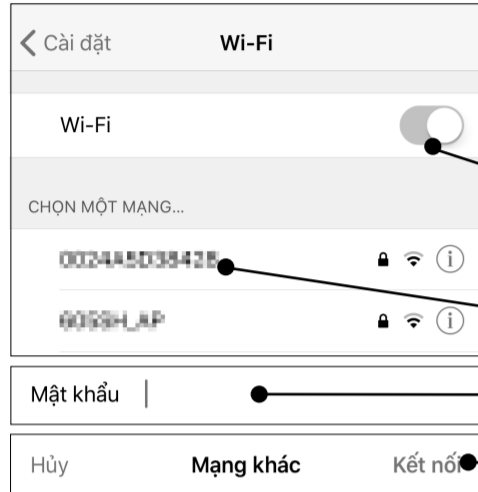 Cài đặt Wi-Fi
Wi-Fi
CHỌN MỘT MẠNG...
Mật khẩu
Hủy Mạng khác Kết nối